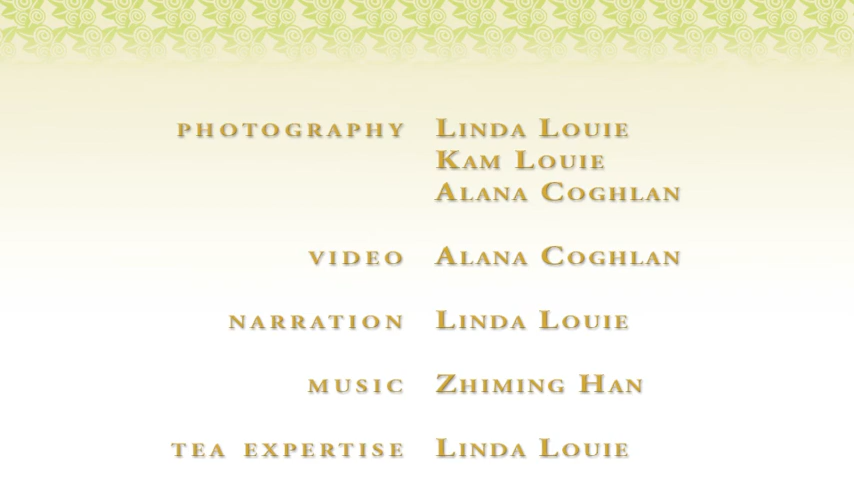 PHOTOGRAPHY LINDA LOUIE
KAM LOUIE
ALANA COGHLAN
VIDEO ALANA COGHLAN
NARRATION LINDA LOUIE
MUSIC ZHIMING HAN
TEA EXPERTISE LINDA LOUIE